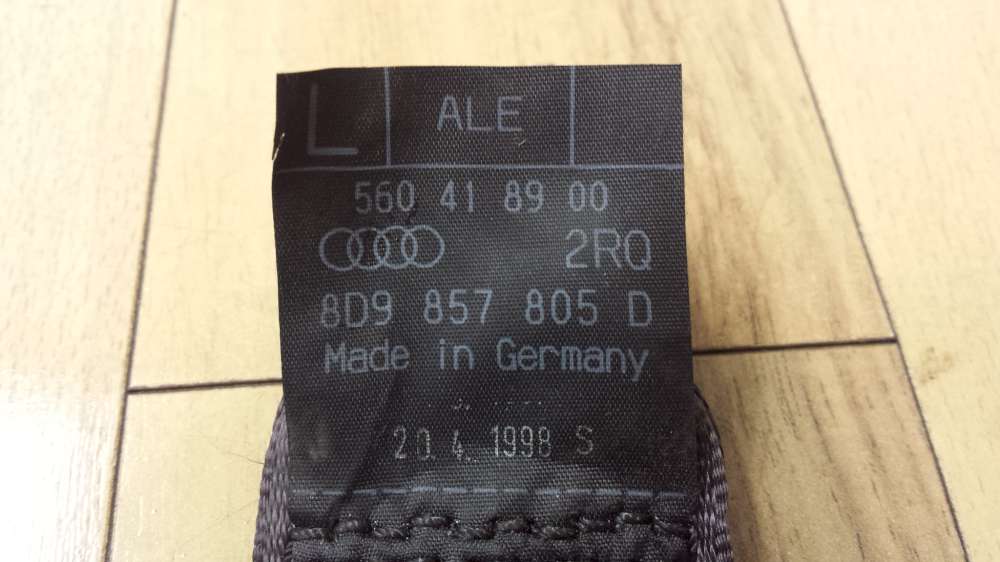 L ALE
560 41 89 00
2RQ
8D9 857 805 D
Made in Germany
20.4.1998 S